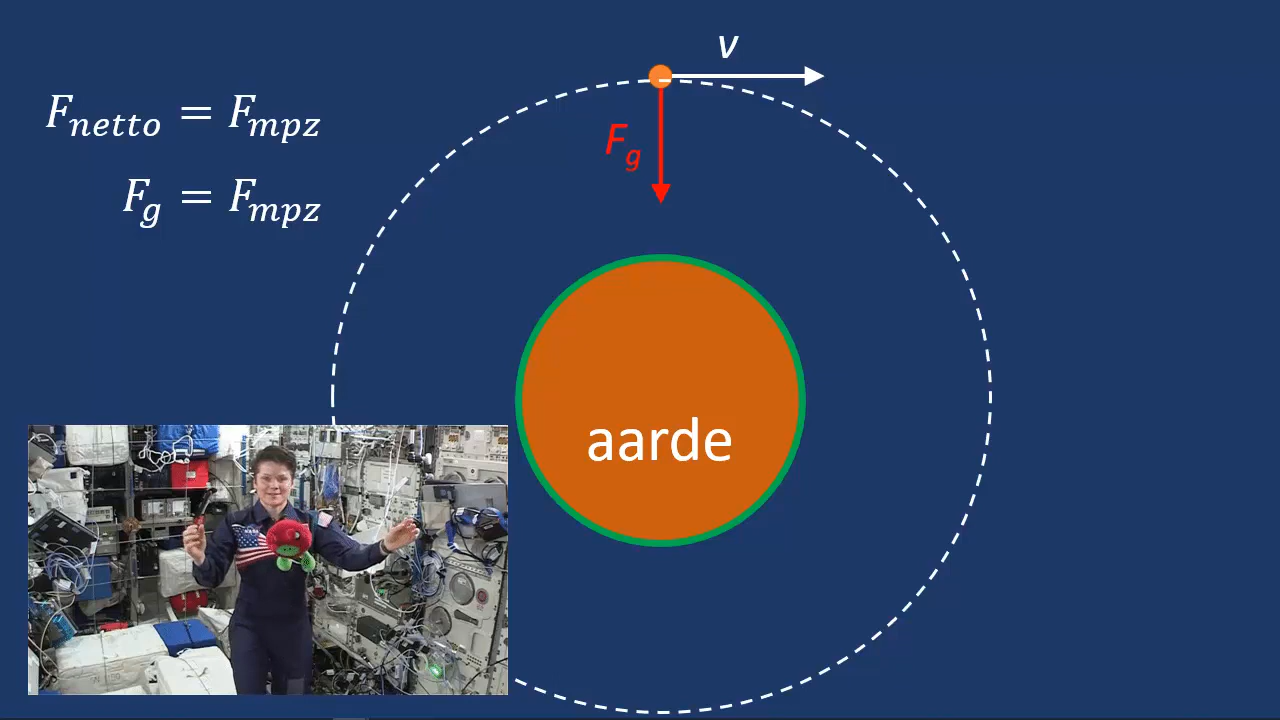 v
F_netto = F_mpz
F_g
F_g = F_mpz
aarde